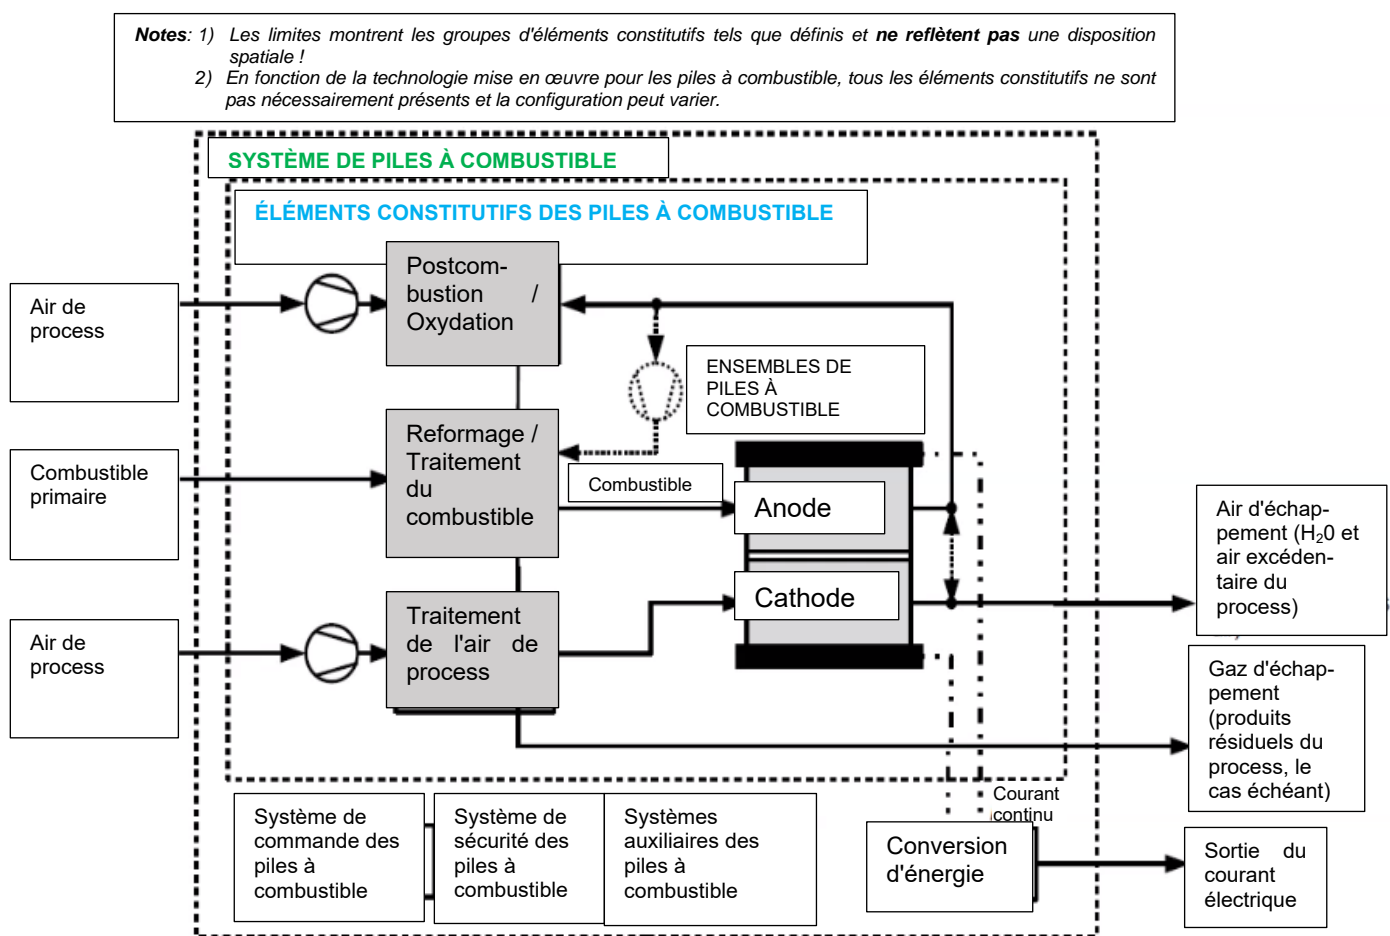 Notes: 1) Les limites montrent les groupes d'éléments constitutifs tels que définis et ne reflètent pas une disposition
spatiale !
2) En fonction de la technologie mise en œuvre pour les piles à combustible, tous les éléments constitutifs ne sont
pas nécessairement présents et la configuration peut varier.
SYSTÈME DE PILES À COMBUSTIBLE
ÉLÉMENTS CONSTITUTIFS DES PILES À COMBUSTIBLE
Air de
process
Postcom-
bustion /
Oxydation
ENSEMBLES DE
PILES À
COMBUSTIBLE
Combustible
primaire
Reformage /
Traitement
du
combustible
Combustible
Anode
Cathode
Air de
process
Traitement
de l'air de
process
Air d'échap-
pement (H₂0 et
air excéden-
taire du
process)
Gaz d'échap-
pement
(produits
résiduels du
process, le
cas échéant)
Système de
commande des
piles à
combustible
Système de
sécurité des
piles à
combustible
Systèmes
auxiliaires des
piles à
combustible
Courant
continu
Conversion
d'énergie
Sortie du
courant
électrique